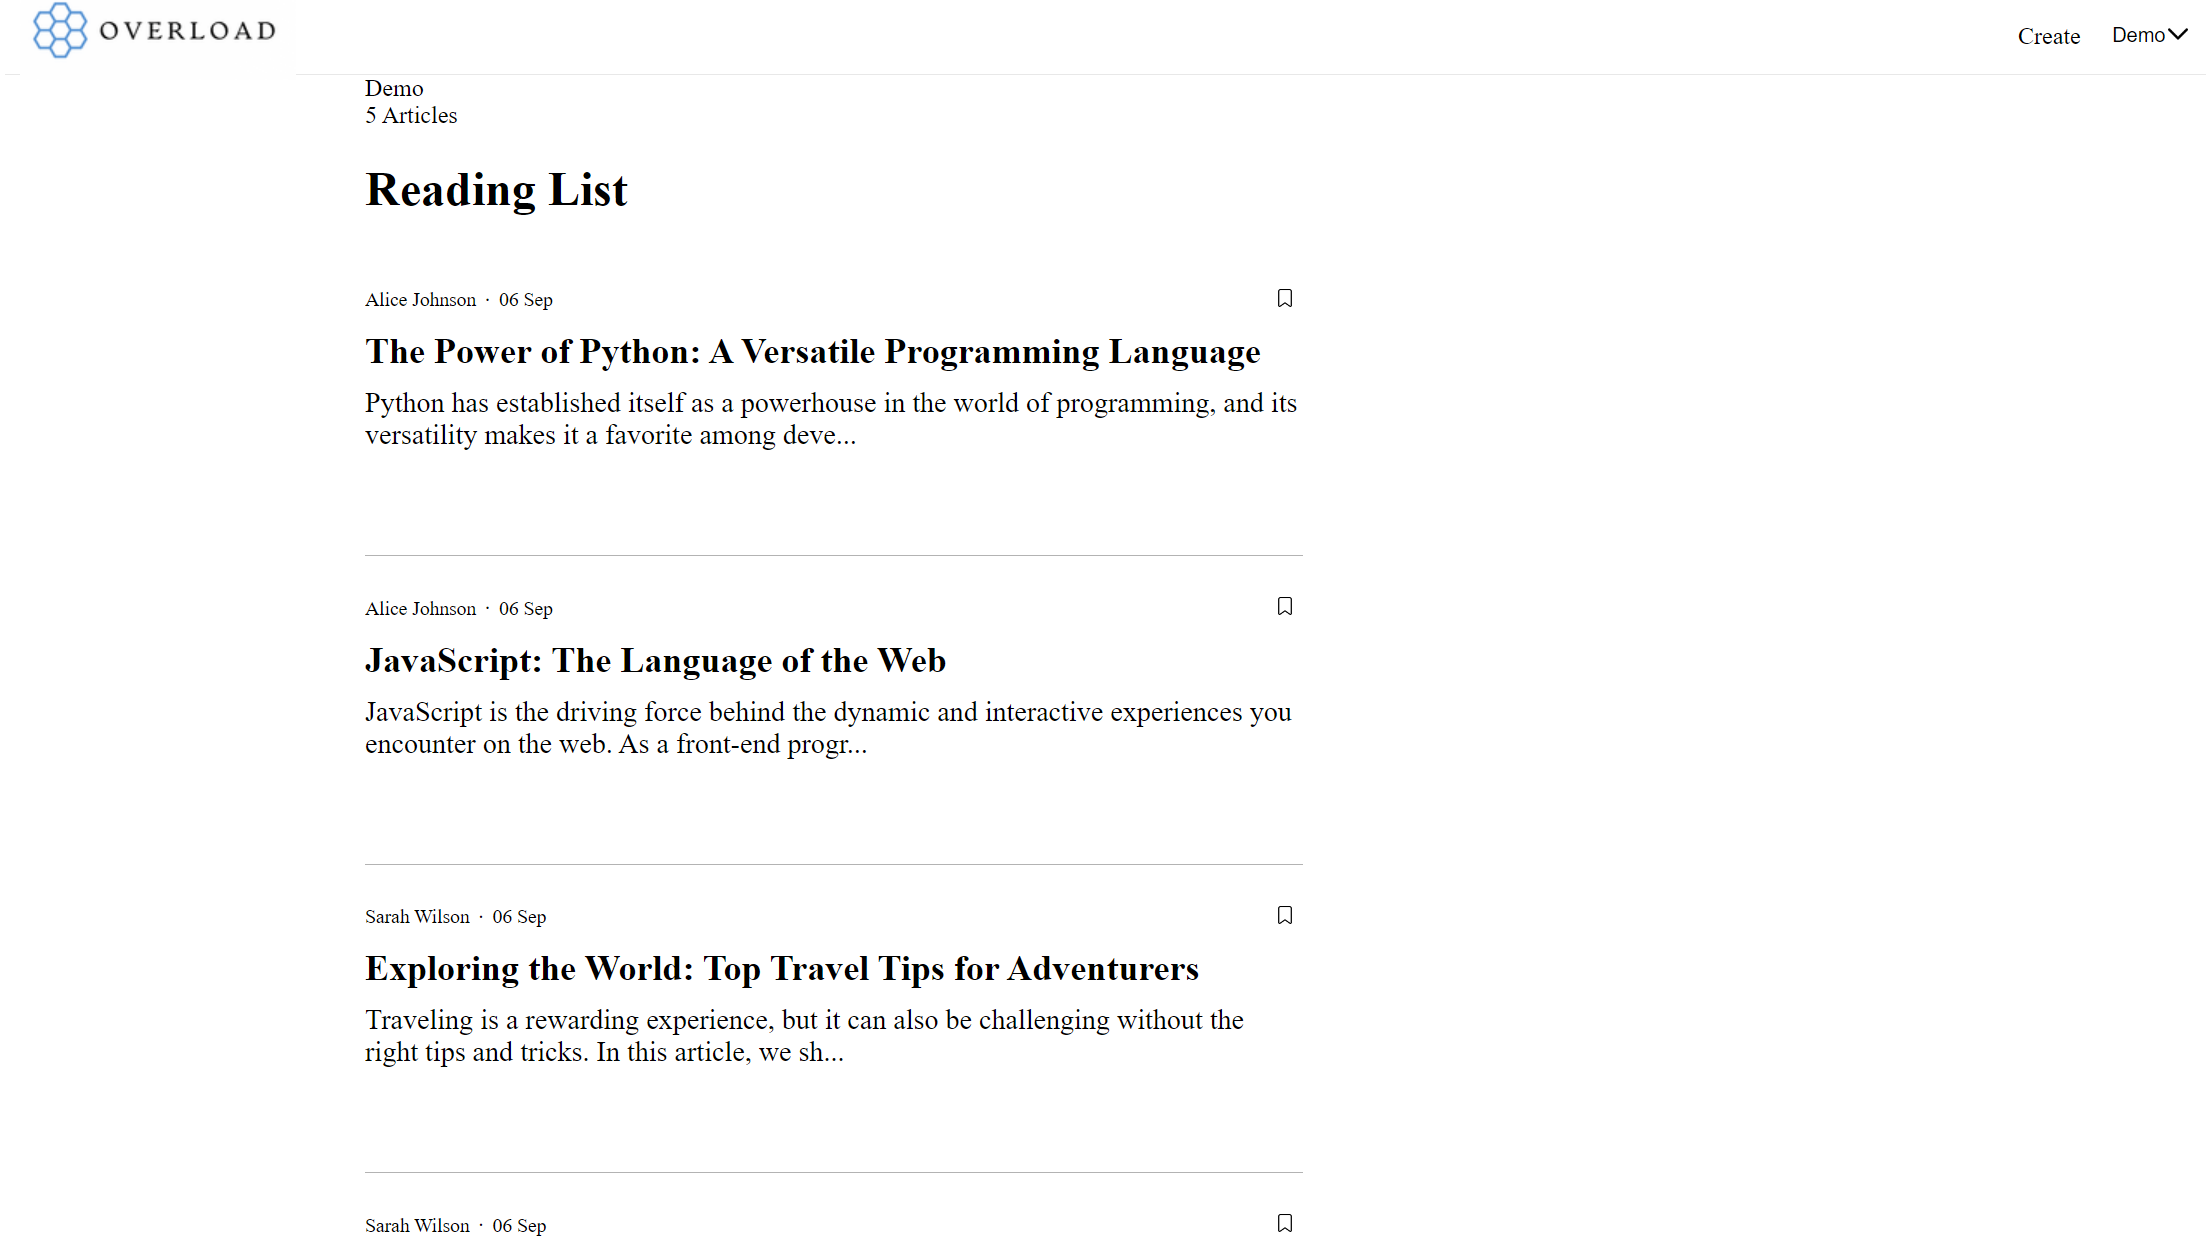 OVERLOAD
Create
Demo
Demo
5 Articles
Reading List
Alice Johnson · 06 Sep
The Power of Python: A Versatile Programming Language
Python has established itself as a powerhouse in the world of programming, and its
versatility makes it a favorite among deve...
Alice Johnson · 06 Sep
JavaScript: The Language of the Web
JavaScript is the driving force behind the dynamic and interactive experiences you
encounter on the web. As a front-end progr...
Sarah Wilson · 06 Sep
Exploring the World: Top Travel Tips for Adventurers
Traveling is a rewarding experience, but it can also be challenging without the
right tips and tricks. In this article, we sh...
Sarah Wilson · 06 Sep